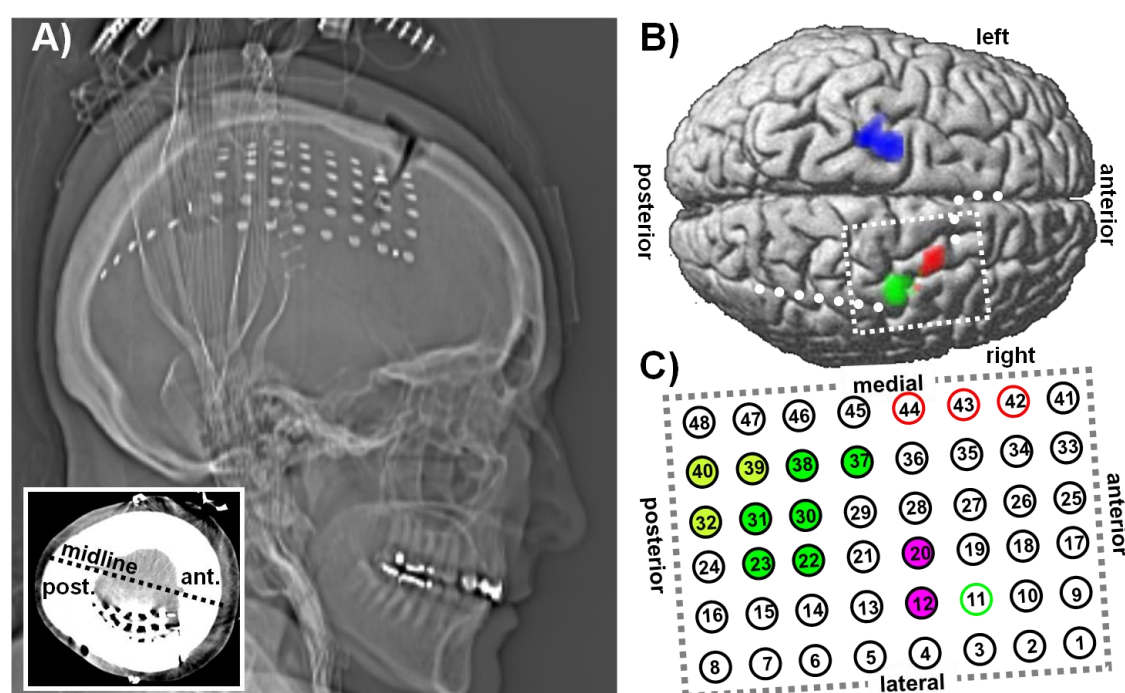 A)
midline
post.
ant.
B)
left
posterior
anterior
right
C)
medial
48 47 46 45 44 43 42 41
40 39 38 37 36 35 34 33
posterior
anterior
32 31 30 29 28 27 26 25
24 23 22 21 20 19 18 17
16 15 14 13 12 11 10 9
8 7 6 5 4 3 2 1
lateral